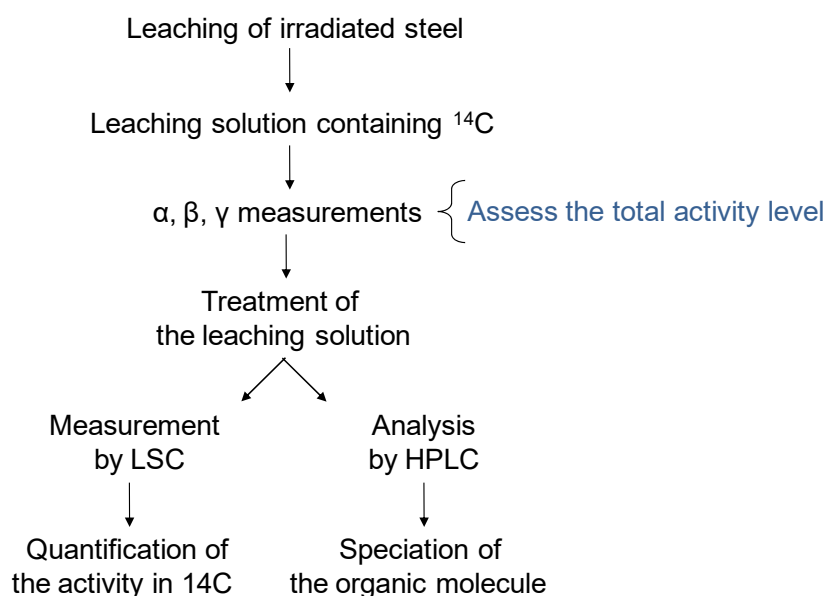 Leaching of irradiated steel
Leaching solution containing ¹⁴C
α, β, γ measurements
Assess the total activity level
Treatment of
the leaching solution
Measurement
by LSC
Analysis
by HPLC
Quantification of
the activity in 14C
Speciation of
the organic molecule